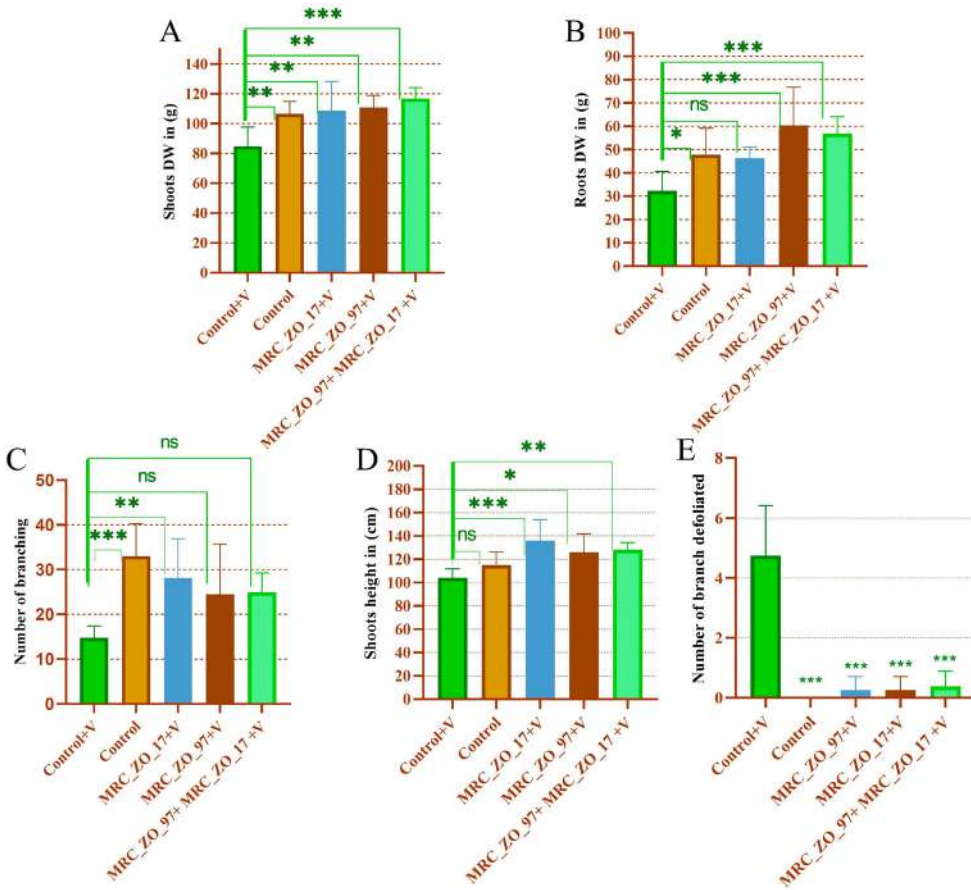 A
Shoots DW in (g)
140
120
100
80
60
40
20
0
**
**
**
***
Control+V
Control
MRC_ZO_17+V
MRC_ZO_97+V
MRC_ZO_97+ MRC_ZO_17 +V
B
Roots DW in (g)
100
90
80
70
60
50
40
30
20
10
0
*
ns
***
***
Control+V
Control
MRC_ZO_17+V
MRC_ZO_97+V
MRC_ZO_97+ MRC_ZO_17 +V
C
Number of branching
50
40
30
20
10
0
***
**
ns
ns
Control+V
Control
MRC_ZO_17+V
MRC_ZO_97+V
MRC_ZO_97+ MRC_ZO_17 +V
D
Shoots height in (cm)
200
180
160
140
120
100
80
60
40
20
0
ns
***
*
**
Control+V
Control
MRC_ZO_17+V
MRC_ZO_97+V
MRC_ZO_97+ MRC_ZO_17 +V
E
Number of branch defoliated
8
6
4
2
0
***
***
***
***
Control+V
Control
MRC_ZO_97+V
MRC_ZO_17+V
MRC_ZO_97+ MRC_ZO_17 +V